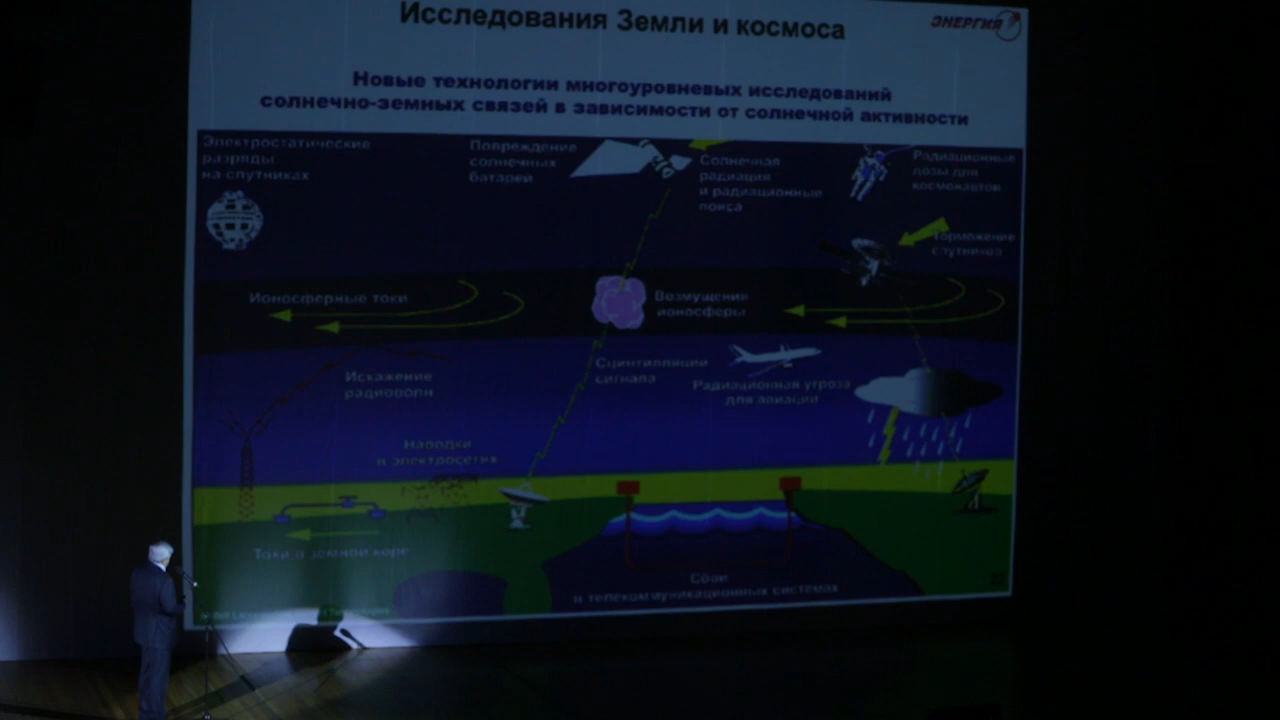 Исследования Земли и космоса
ЭНЕРГИЯ
Новые технологии многоуровневых исследований
солнечно-земных связей в зависимости от солнечной активности
Электростатические
разряды
на спутниках
Повреждение
солнечных
батарей
Солнечная
радиация
и радиационные
пояса
Радиационные
дозы для
космонавтов
Торможение
спутников
Ионосферные токи
Возмущения
ионосферы
Искажение
радиоволн
Сцинтилляции
сигнала
Радиационная угроза
для авиации
Наводки
в электросетях
Токи в земной коре
Сбои
в телекоммуникационных системах